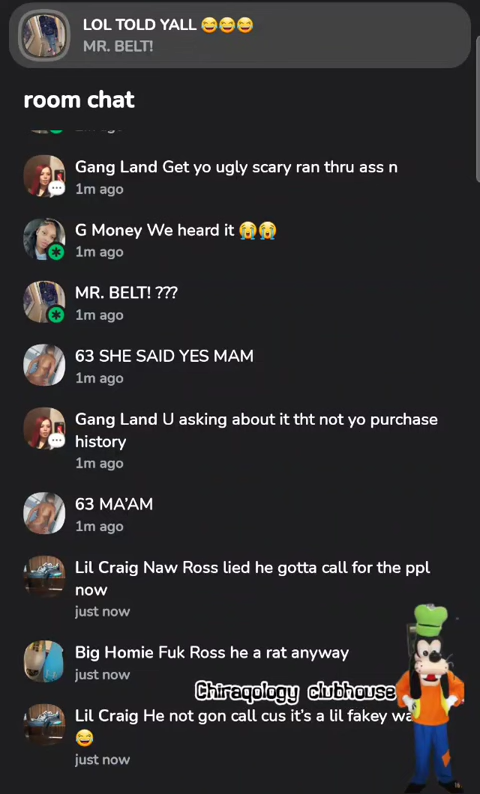 LOL TOLD YALL 😂😂😂
MR. BELT!
room chat
Gang Land Get yo ugly scary ran thru ass n
1m ago
G Money We heard it 😭😭
1m ago
MR. BELT! ???
1m ago
63 SHE SAID YES MAM
1m ago
Gang Land U asking about it tht not yo purchase
history
1m ago
63 MA'AM
1m ago
Lil Craig Naw Ross lied he gotta call for the ppl
now
just now
Big Homie Fuk Ross he a rat anyway
just now
Chiraqology clubhouse
Lil Craig He not gon call cus it's a lil fakey
😂
just now